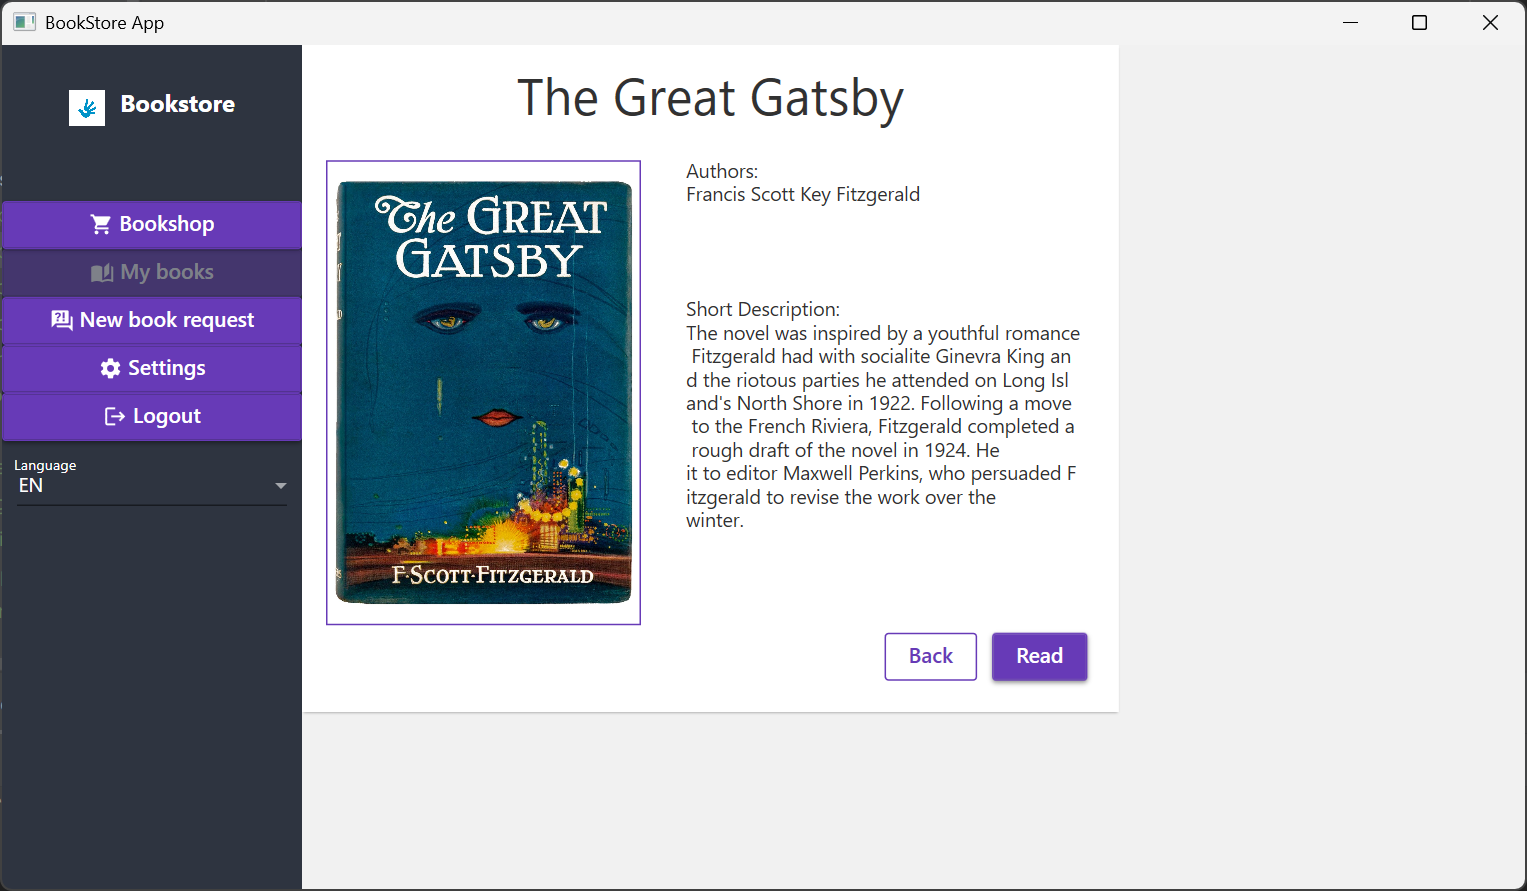 BookStore App
Bookstore
Bookshop
My books
New book request
Settings
Logout
Language
EN
The Great Gatsby
The GREAT
GATSBY
F·SCOTT·FITZGERALD
Authors:
Francis Scott Key Fitzgerald
Short Description:
The novel was inspired by a youthful romance
Fitzgerald had with socialite Ginevra King an
d the riotous parties he attended on Long Isl
and's North Shore in 1922. Following a move
to the French Riviera, Fitzgerald completed a
rough draft of the novel in 1924. He
it to editor Maxwell Perkins, who persuaded F
itzgerald to revise the work over the
winter.
Back
Read